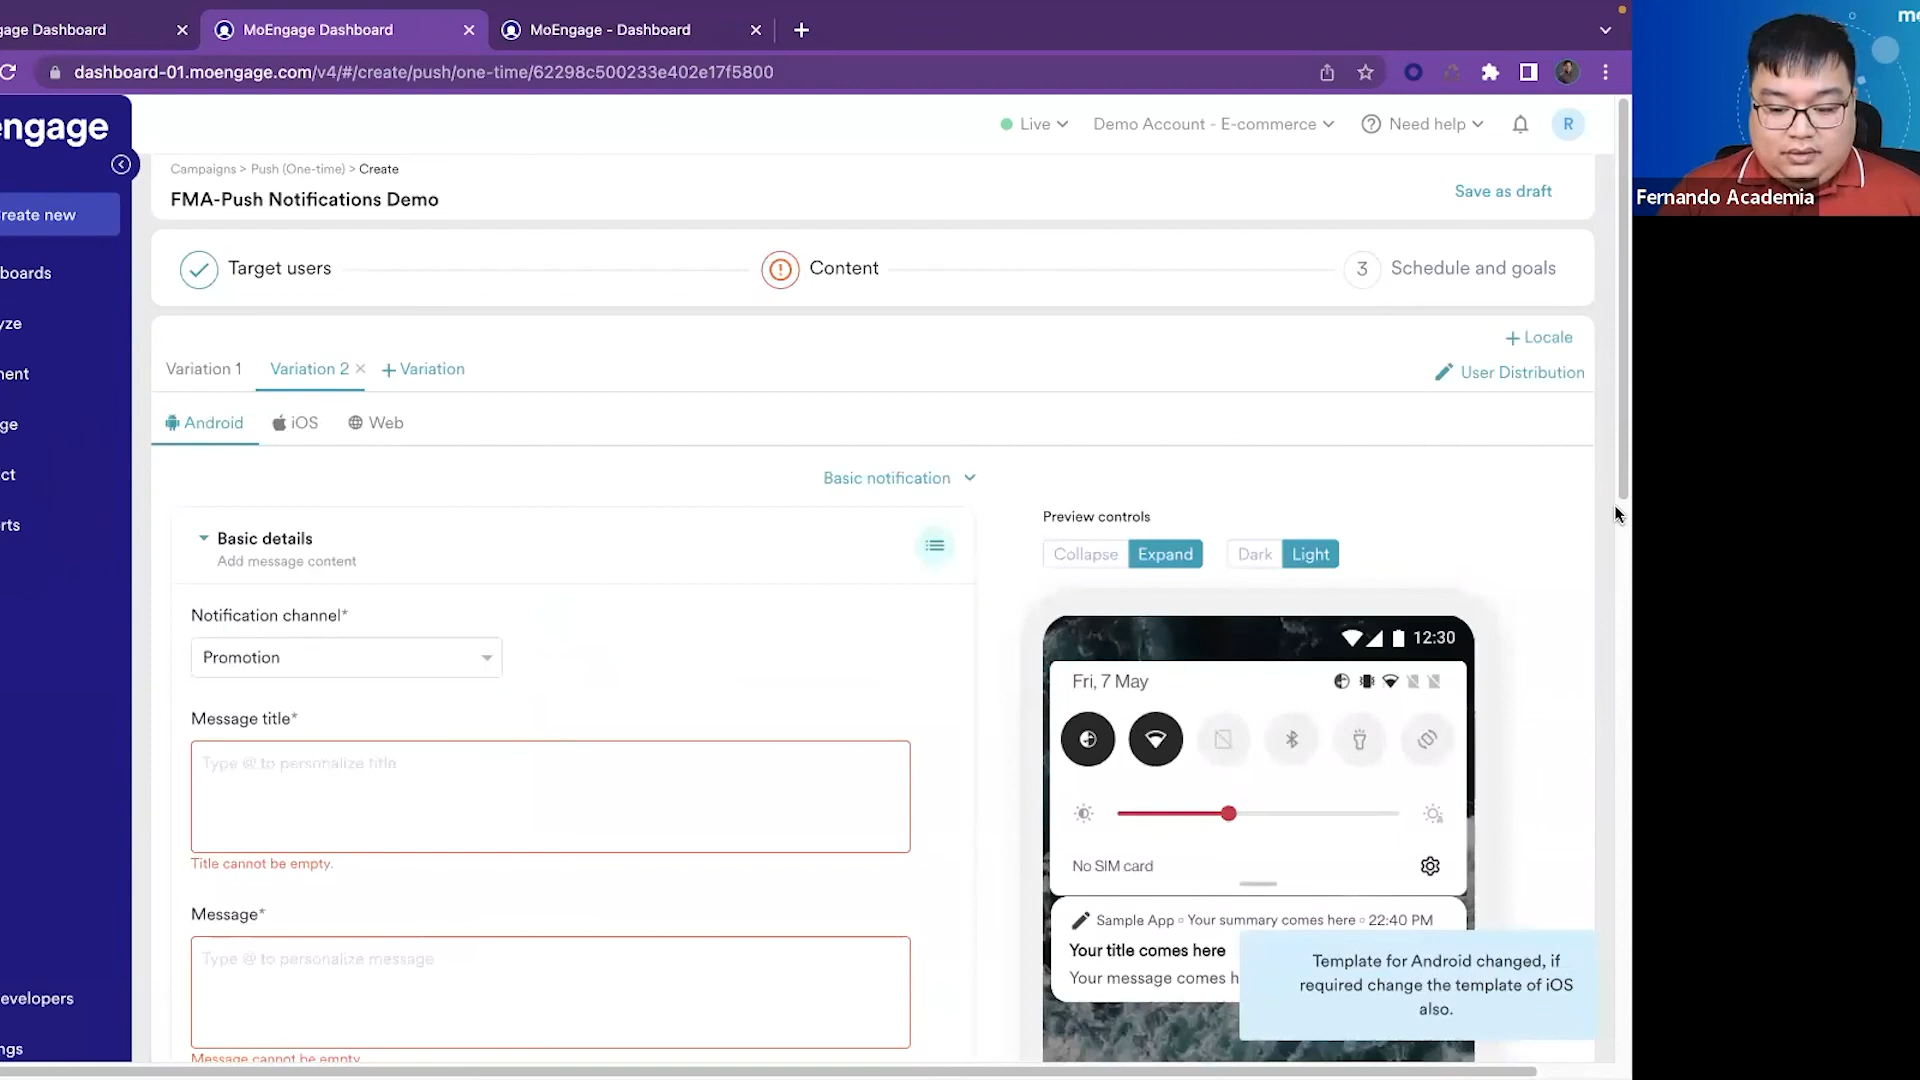 gage Dashboard
MoEngage Dashboard
MoEngage - Dashboard
dashboard-01.moengage.com/v4/#/create/push/one-time/62298c500233e402e17f5800
Fernando Academia
engage
Live
Demo Account - E-commerce
Need help
R
Campaigns > Push (One-time) > Create
FMA-Push Notifications Demo
Save as draft
reate new
boards
yze
ment
ge
ct
rts
evelopers
ngs
Target users
Content
3 Schedule and goals
+ Locale
Variation 1
Variation 2
+ Variation
User Distribution
Android
iOS
Web
Basic notification
Basic details
Add message content
Notification channel*
Promotion
Message title*
Type @ to personalize title
Title cannot be empty.
Message*
Type @ to personalize message
Message cannot be empty
Preview controls
Collapse
Expand
Dark
Light
12:30
Fri, 7 May
No SIM card
Sample App ◦ Your summary comes here ◦ 22:40 PM
Your title comes here
Your message comes h
Template for Android changed, if
required change the template of iOS
also.